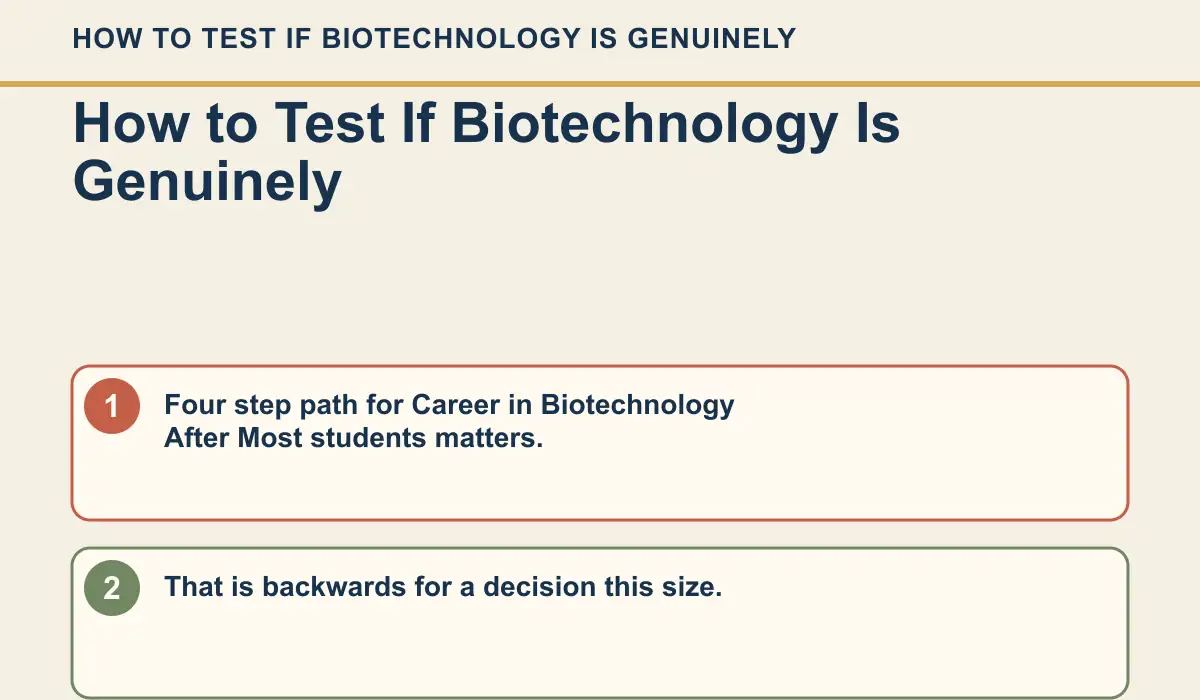 HOW TO TEST IF BIOTECHNOLOGY IS GENUINELY
How to Test If Biotechnology Is
Genuinely
1
Four step path for Career in Biotechnology
After Most students matters.
2
That is backwards for a decision this size.